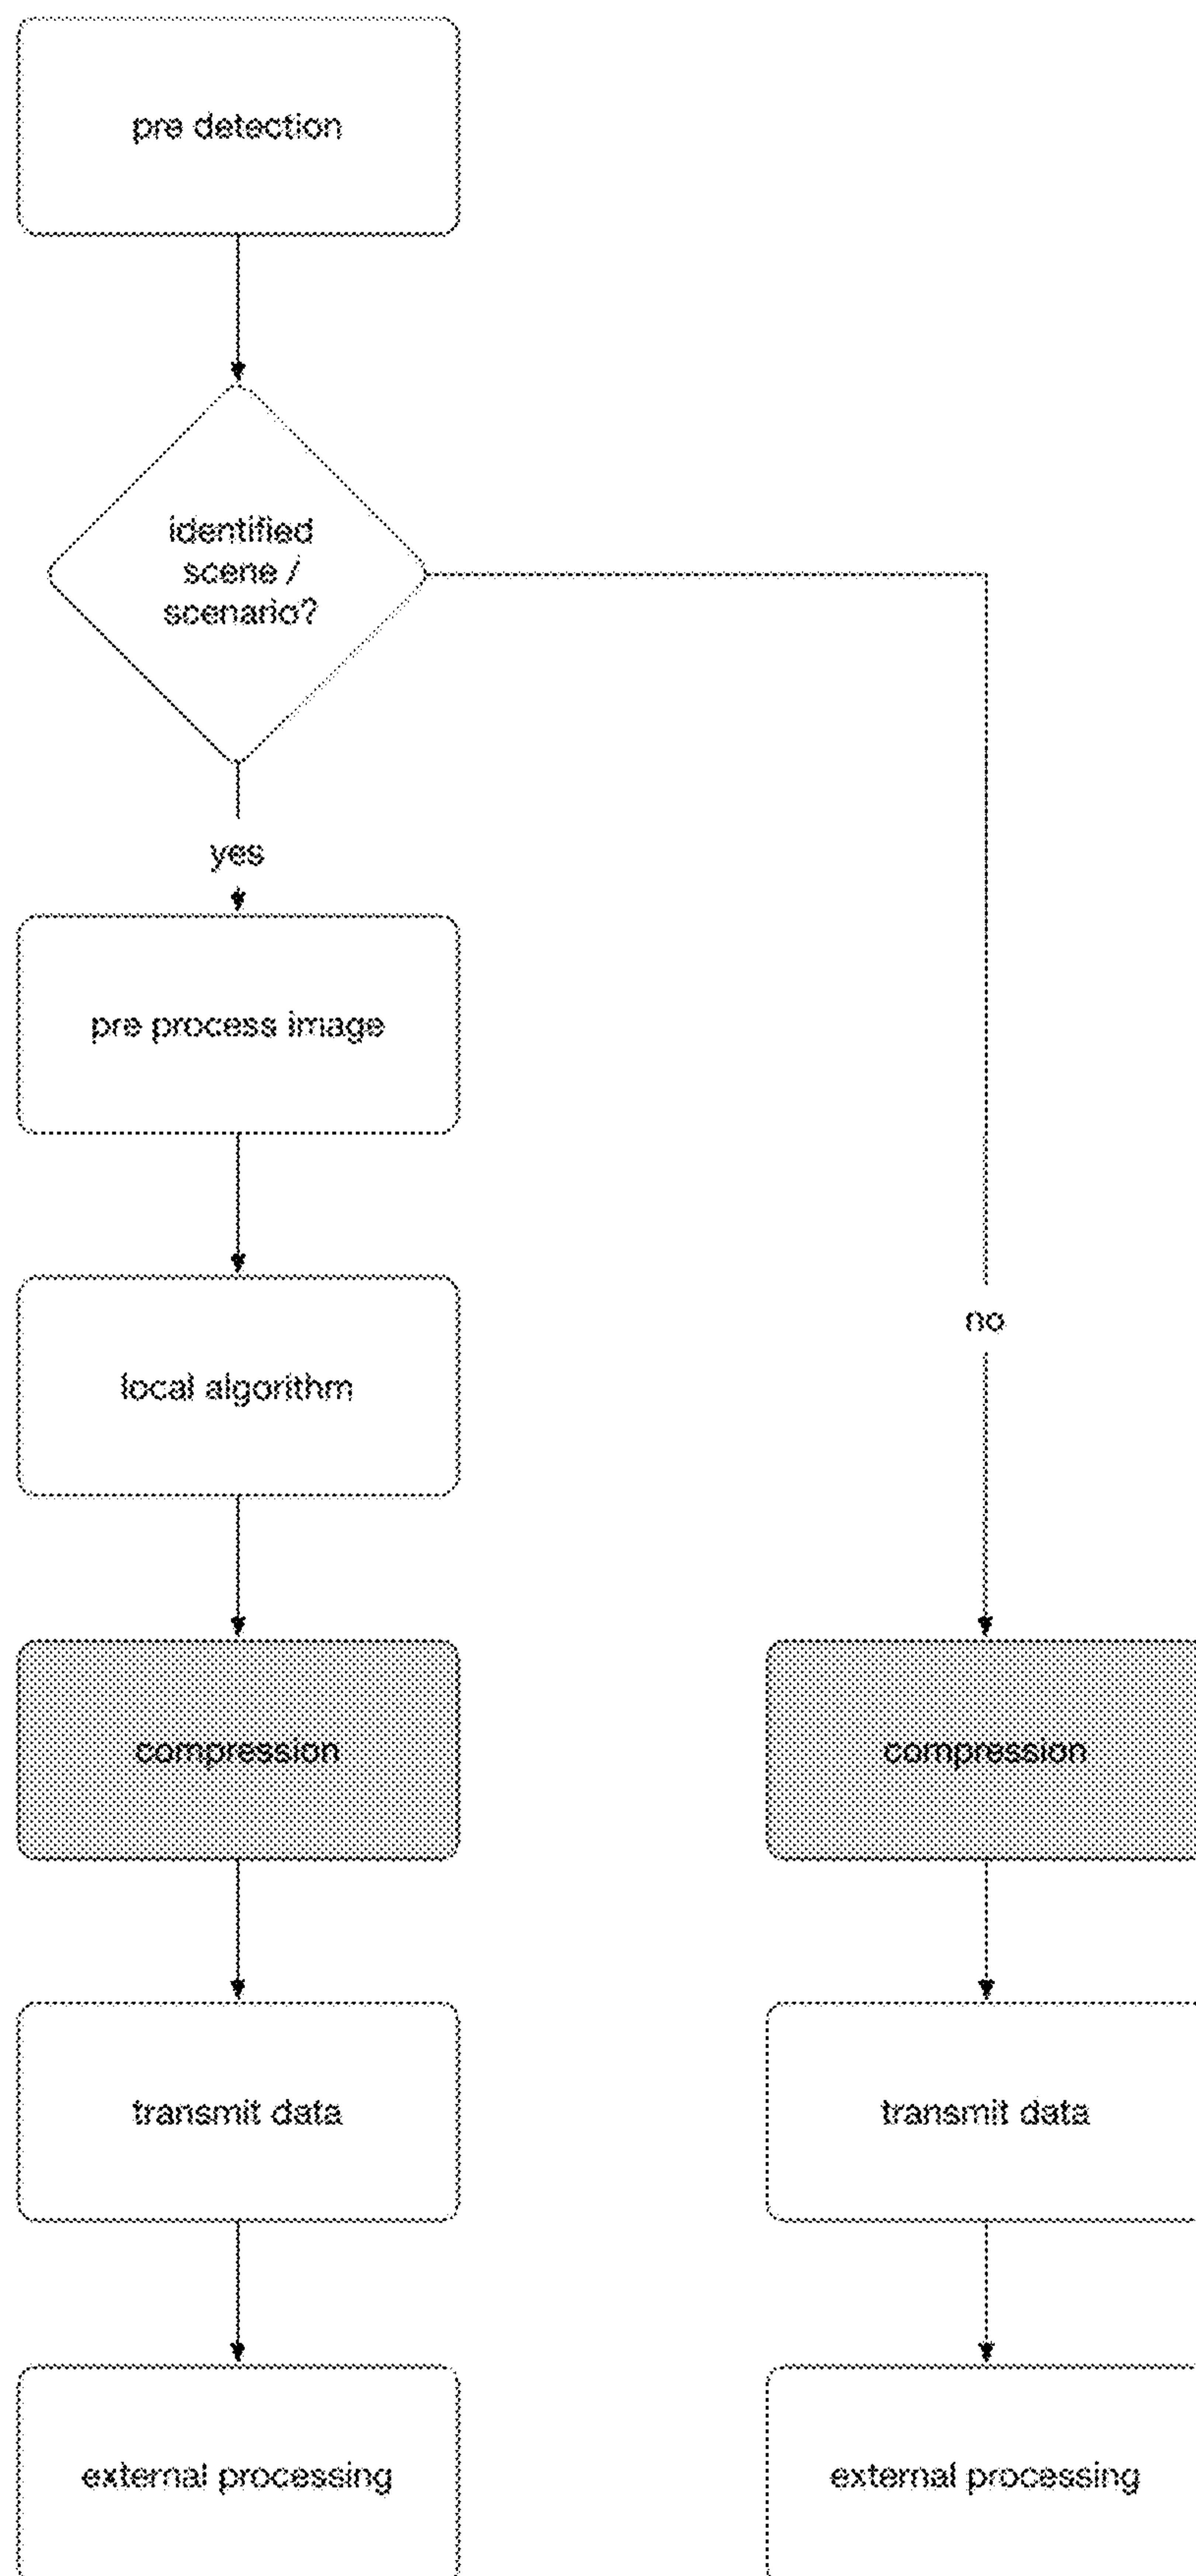 pre detection
identified
scene /
scenario?
yes
pre process image
local algorithm
no
compression
compression
transmit data
transmit data
external processing
external processing